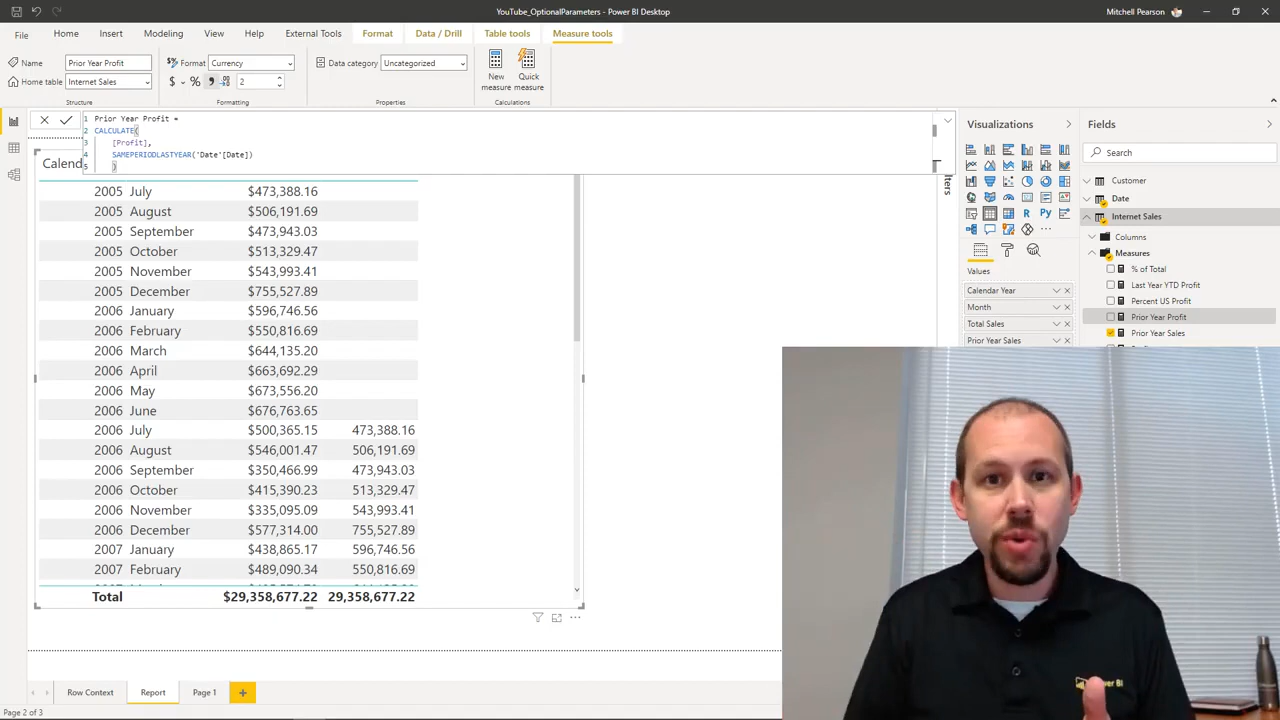 YouTube_OptionalParameters - Power BI Desktop
Mitchell Pearson
File
Home
Insert
Modeling
View
Help
External Tools
Format
Data / Drill
Table tools
Measure tools
Name
Prior Year Profit
Format
Currency
Data category
Uncategorized
Home table
Internet Sales
$
%
2
New measure
Quick measure
Structure
Formatting
Properties
Calculations
1 Prior Year Profit =
2 CALCULATE(
3 [Profit],
4 SAMEPERIODLASTYEAR('Date'[Date])
5 )
Calend
2005 July $473,388.16
2005 August $506,191.69
2005 September $473,943.03
2005 October $513,329.47
2005 November $543,993.41
2005 December $755,527.89
2006 January $596,746.56
2006 February $550,816.69
2006 March $644,135.20
2006 April $663,692.29
2006 May $673,556.20
2006 June $676,763.65
2006 July $500,365.15 473,388.16
2006 August $546,001.47 506,191.69
2006 September $350,466.99 473,943.03
2006 October $415,390.23 513,329.47
2006 November $335,095.09 543,993.41
2006 December $577,314.00 755,527.89
2007 January $438,865.17 596,746.56
2007 February $489,090.34 550,816.69
Total $29,358,677.22 29,358,677.22
lters
Visualizations
Values
Calendar Year
Month
Total Sales
Prior Year Sales
Fields
Search
Customer
Date
Internet Sales
Columns
Measures
% of Total
Last Year YTD Profit
Percent US Profit
Prior Year Profit
Prior Year Sales
Power BI
Row Context
Report
Page 1
Page 2 of 3